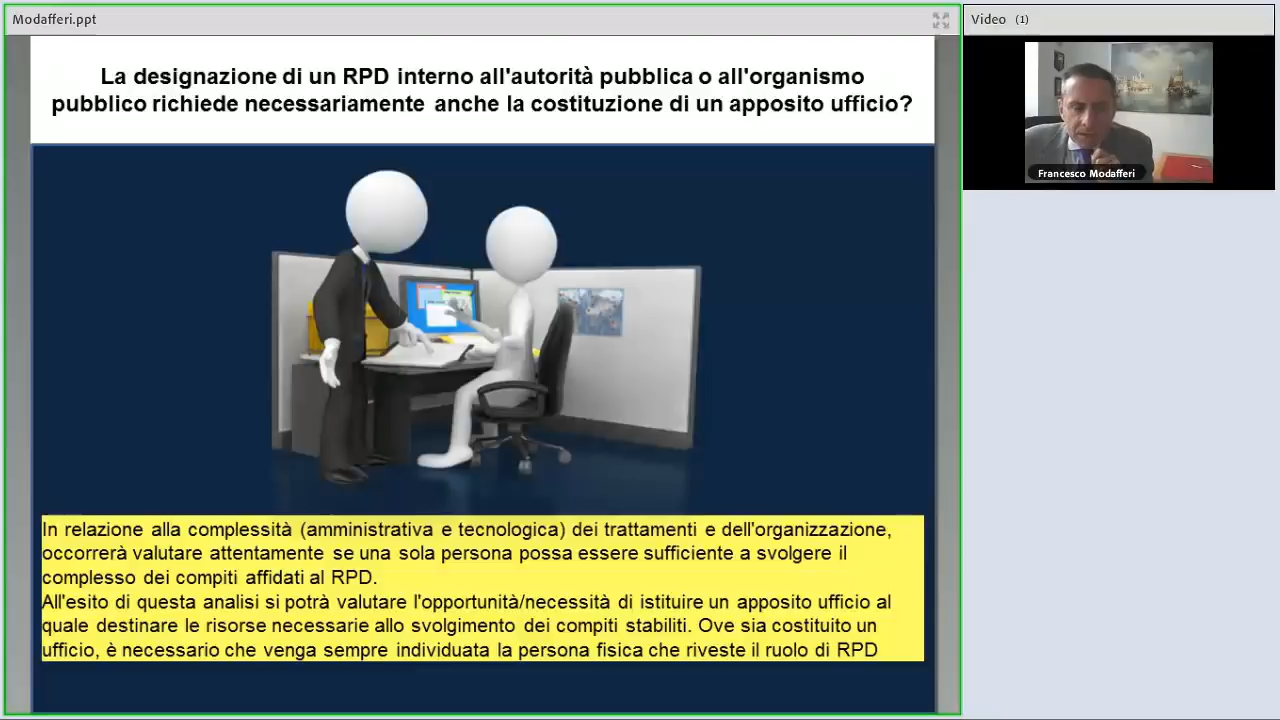 Modafferi.ppt
Video (1)
La designazione di un RPD interno all'autorità pubblica o all'organismo
pubblico richiede necessariamente anche la costituzione di un apposito ufficio?
Francesco Modafferi
In relazione alla complessità (amministrativa e tecnologica) dei trattamenti e dell'organizzazione,
occorrerà valutare attentamente se una sola persona possa essere sufficiente a svolgere il
complesso dei compiti affidati al RPD.
All'esito di questa analisi si potrà valutare l'opportunità/necessità di istituire un apposito ufficio al
quale destinare le risorse necessarie allo svolgimento dei compiti stabiliti. Ove sia costituito un
ufficio, è necessario che venga sempre individuata la persona fisica che riveste il ruolo di RPD